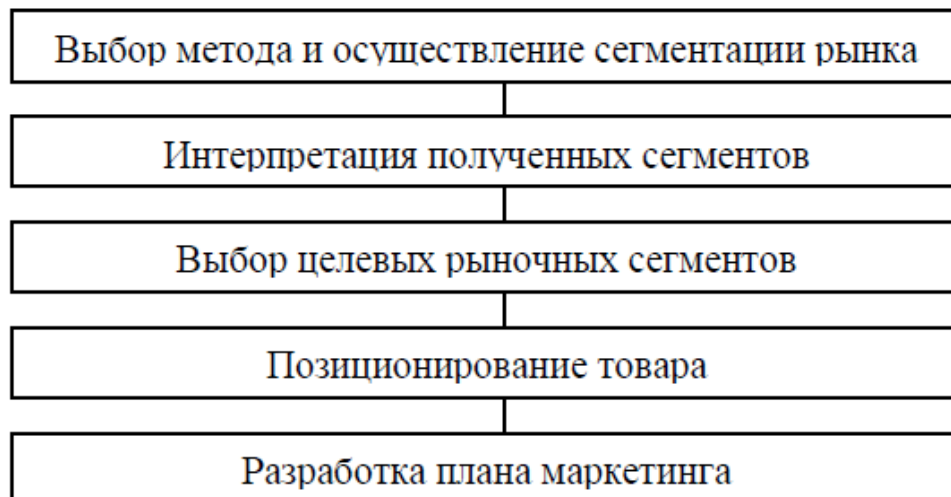 Выбор метода и осуществление сегментации рынка
Интерпретация полученных сегментов
Выбор целевых рыночных сегментов
Позиционирование товара
Разработка плана маркетинга